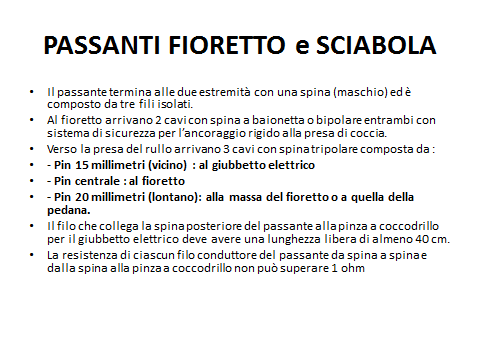 PASSANTI FIORETTO e SCIABOLA
• Il passante termina alle due estremità con una spina (maschio) ed è
composto da tre fili isolati.
• Al fioretto arrivano 2 cavi con spina a baionetta o bipolare entrambi con
sistema di sicurezza per l'ancoraggio rigido alla presa di coccia.
• Verso la presa del rullo arrivano 3 cavi con spina tripolare composta da :
• - Pin 15 millimetri (vicino) : al giubbetto elettrico
• - Pin centrale : al fioretto
• - Pin 20 millimetri (lontano): alla massa del fioretto o a quella della
pedana.
• Il filo che collega la spina posteriore del passante alla pinza a coccodrillo
per il giubbetto elettrico deve avere una lunghezza libera di almeno 40 cm.
• La resistenza di ciascun filo conduttore del passante da spina a spina e
dalla spina alla pinza a coccodrillo non può superare 1 ohm